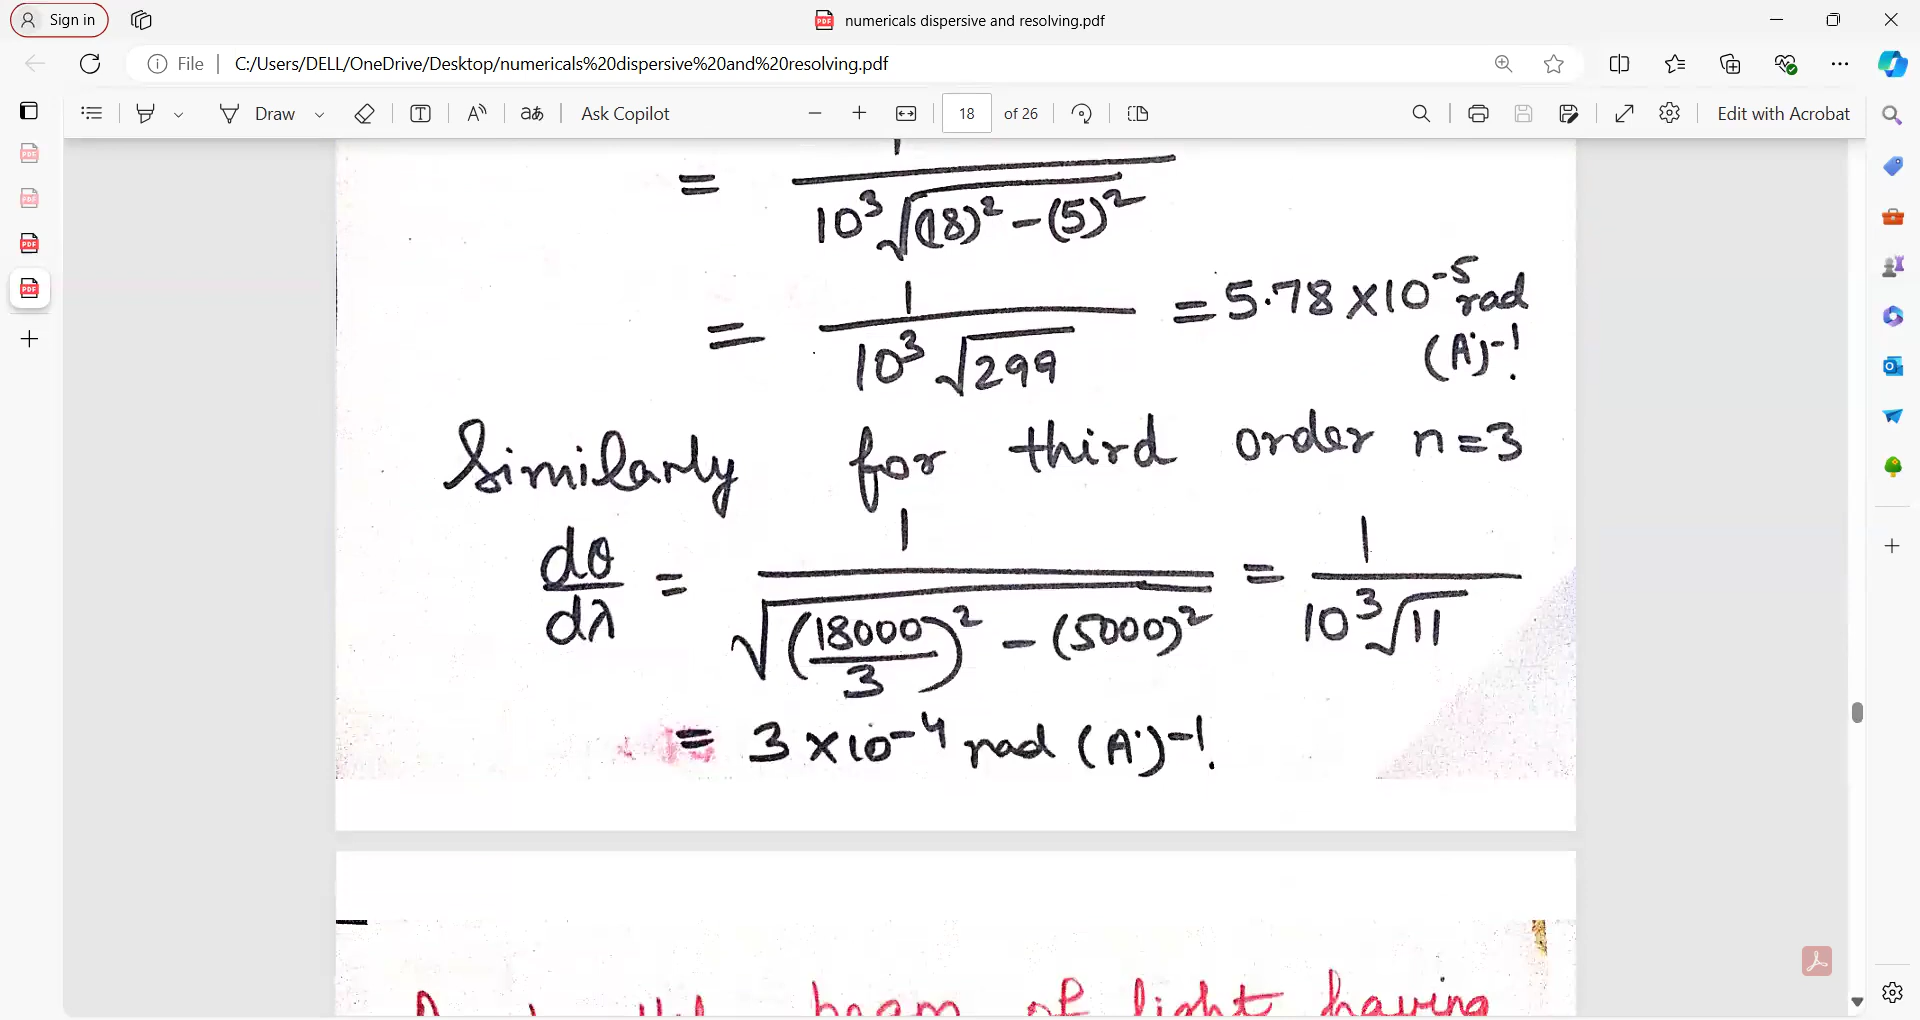 Sign in
numericals dispersive and resolving.pdf
File
C:/Users/DELL/OneDrive/Desktop/numericals%20dispersive%20and%20resolving.pdf
Draw
aあ
Ask Copilot
18 of 26
Edit with Acrobat
= 1 / 10³√(18)² - (5)²
= 1 / 10³√299 = 5.78 × 10⁻⁵ rad (A°)⁻¹.
Similarly for third order n=3
dθ/dλ = 1 / √(18000/3)² - (5000)² = 1 / 10³√11
= 3 × 10⁻⁴ rad (A°)⁻¹.
beam of light having